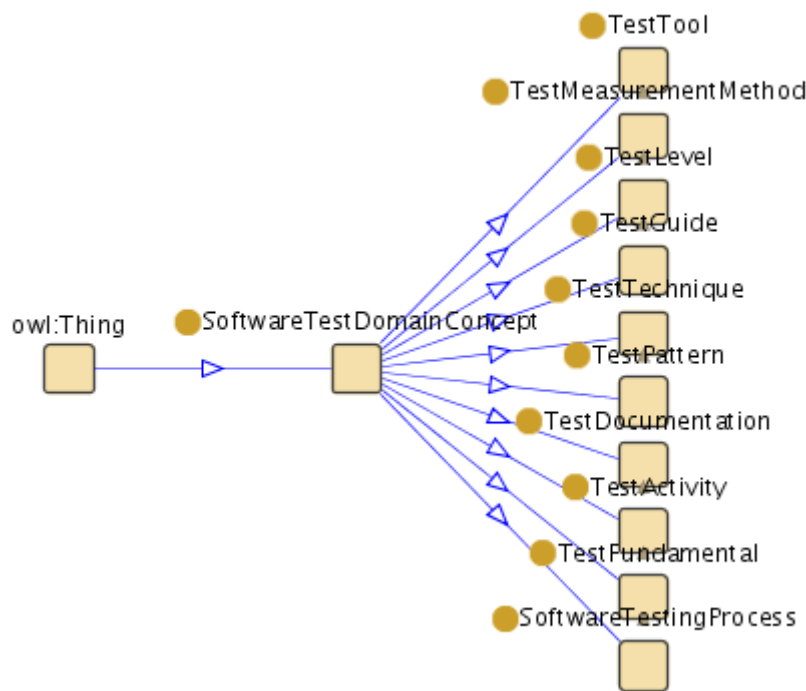 TestTool
TestMeasurementMethod
TestLevel
TestGuide
TestTechnique
owl:Thing
SoftwareTestDomainConcept
TestPattern
TestDocumentation
TestActivity
TestFundamental
SoftwareTestingProcess